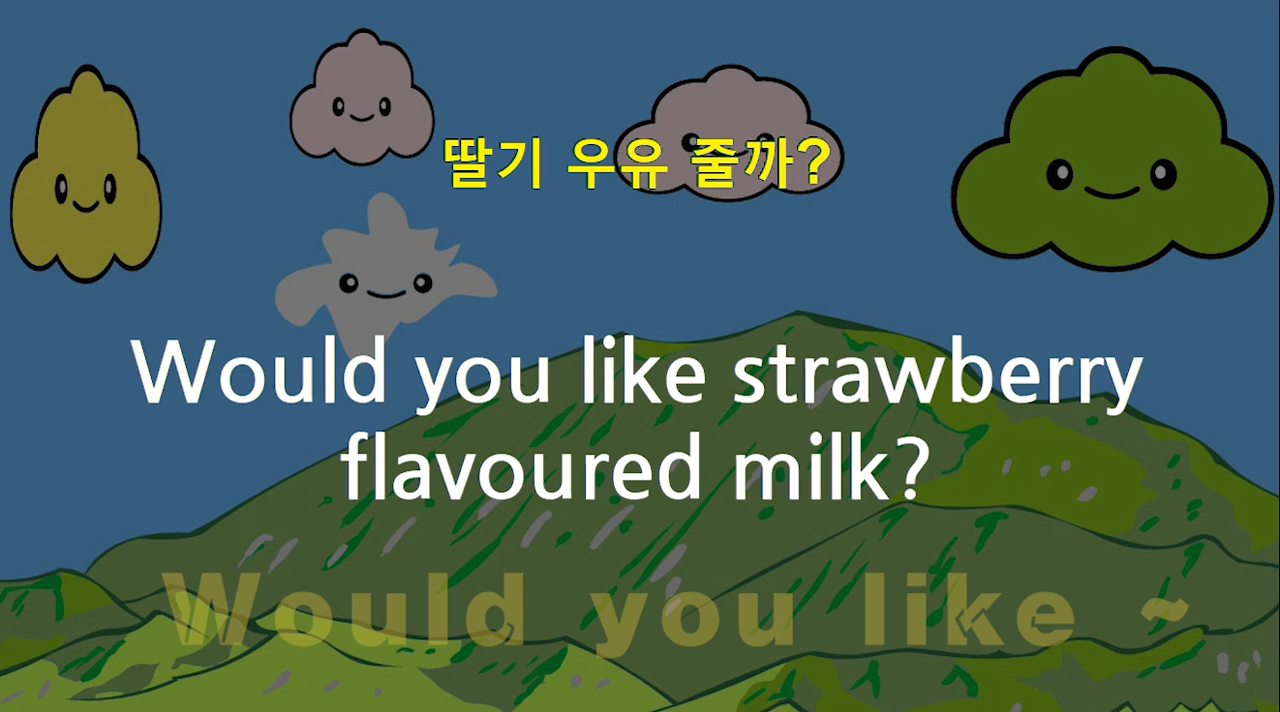 딸기 우유 줄까?
Would you like strawberry
flavoured milk?
Would you like ~